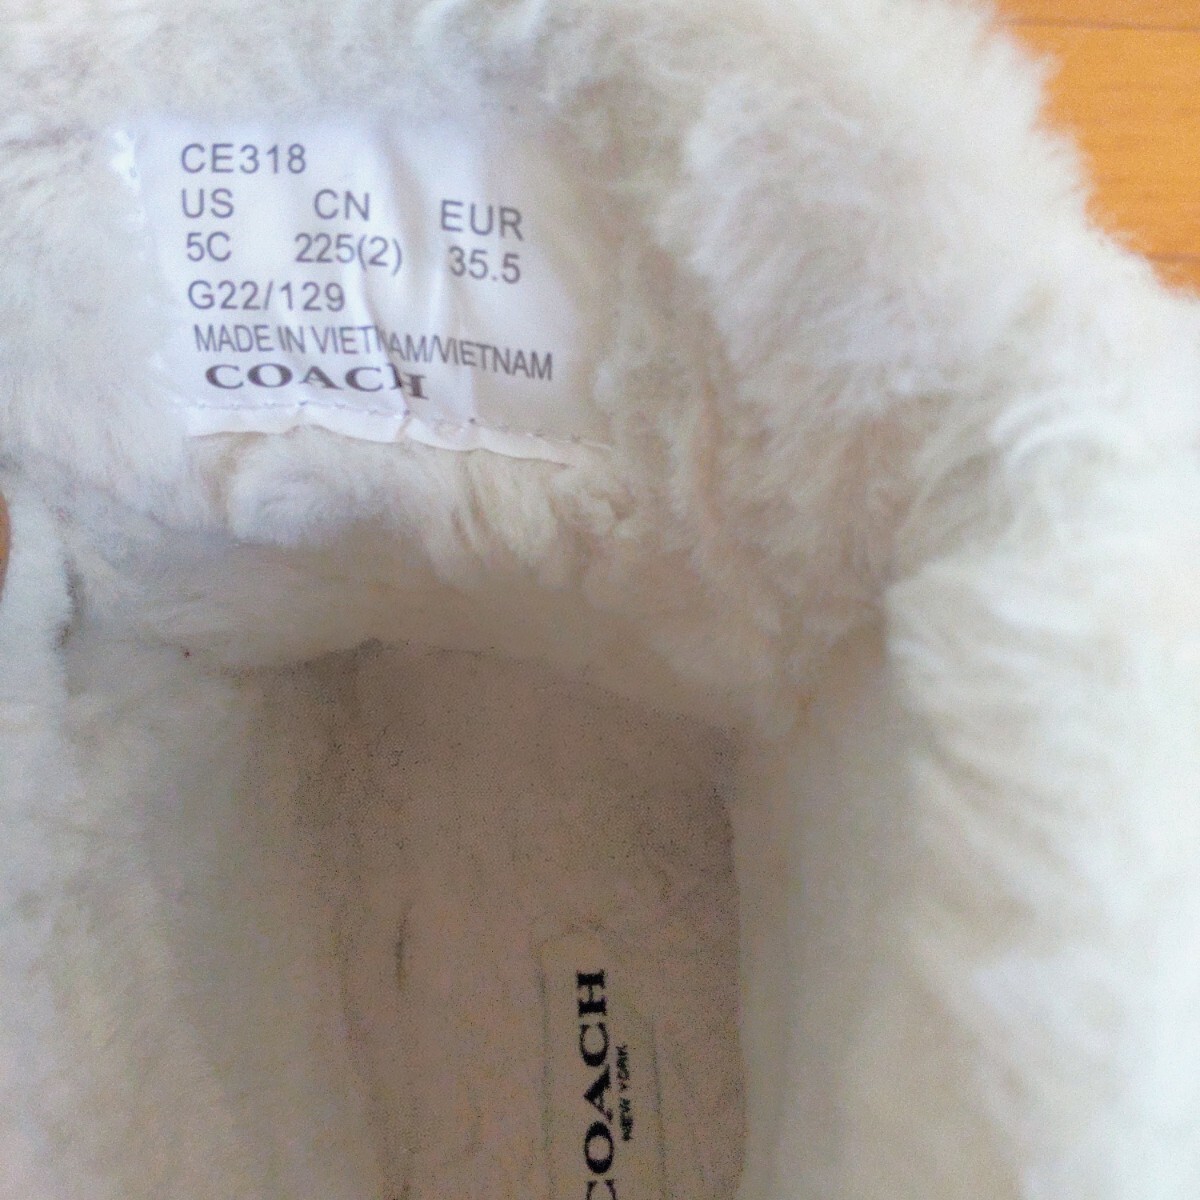 CE318
US CN EUR
5C 225(2) 35.5
G22/129
MADE IN VIETNAM/VIETNAM
COACH
COACH
NEW YORK